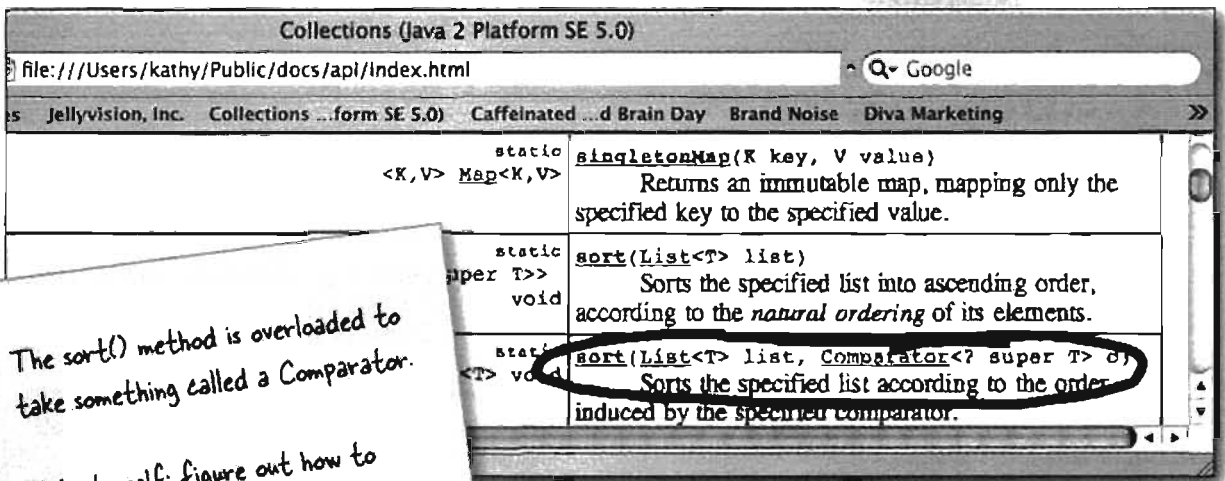 Collections (Java 2 Platform SE 5.0)
file:///Users/kathy/Public/docs/api/index.html
Google
es Jellyvision, Inc. Collections ...form SE 5.0) Caffeinated ...d Brain Day Brand Noise Diva Marketing »
static singletonMap(K key, V value)
<K,V> Map<K,V> Returns an immutable map, mapping only the
specified key to the specified value.
static sort(List<T> list)
uper T>> Sorts the specified list into ascending order,
void according to the natural ordering of its elements.
stati sort(List<T> list, Comparator<? super T> c)
<T> void Sorts the specified list according to the order
induced by the specified comparator.
The sort() method is overloaded to
take something called a Comparator.
self: figure out how to